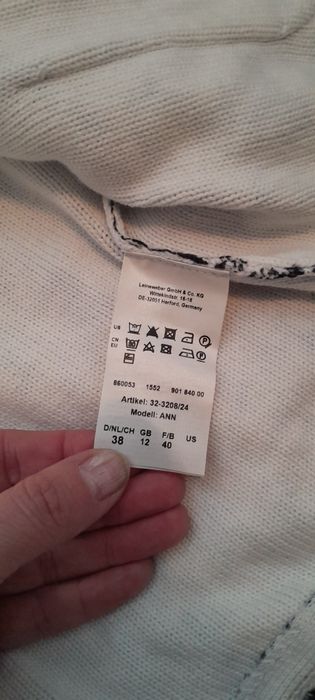 Leineweber GmbH & Co. KG
Wittekindstr. 16-18
DE-32051 Herford, Germany
US
CN
EU
860053 1552 901 640 00
Artikel: 32-3208/24
Modell: ANN
D/NL/CH GB F/B US
38 12 40